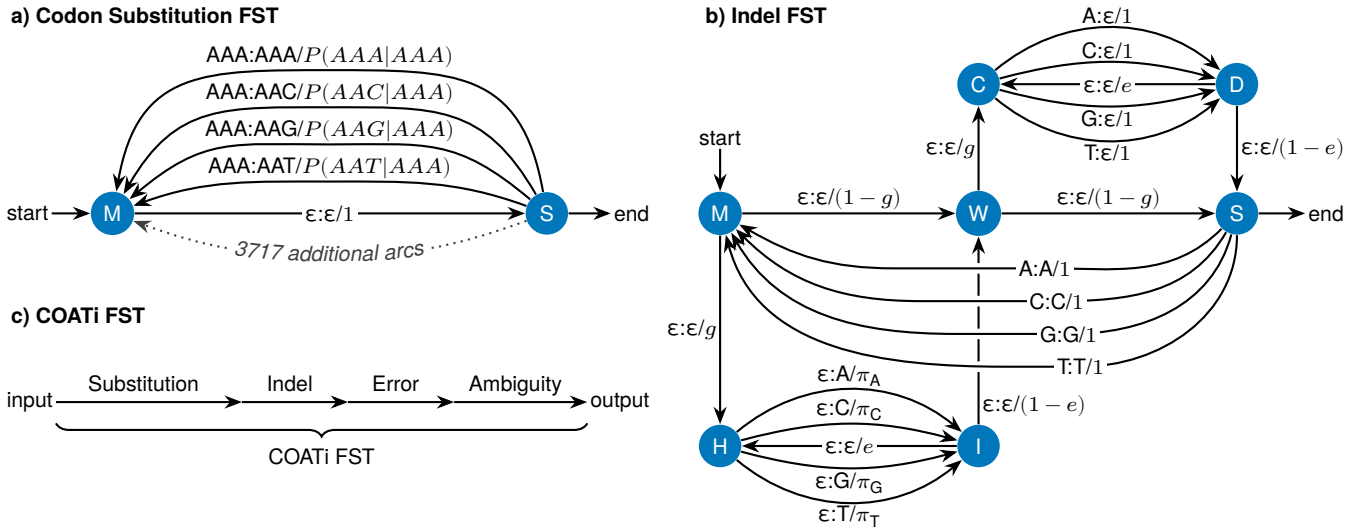 a) Codon Substitution FST
AAA:AAA/P(AAA|AAA)
AAA:AAC/P(AAC|AAA)
AAA:AAG/P(AAG|AAA)
AAA:AAT/P(AAT|AAA)
start
M
ε:ε/1
S
end
3717 additional arcs
c) COATi FST
input
Substitution
Indel
Error
Ambiguity
output
COATi FST
b) Indel FST
A:ε/1
C:ε/1
C
ε:ε/e
D
G:ε/1
T:ε/1
start
ε:ε/g
ε:ε/(1 − e)
M
ε:ε/(1−g)
W
ε:ε/(1−g)
S
end
A:A/1
C:C/1
G:G/1
T:T/1
ε:ε/g
ε:ε/(1 − e)
ε:A/π_A
ε:C/π_C
H
ε:ε/e
I
ε:G/π_G
ε:T/π_T